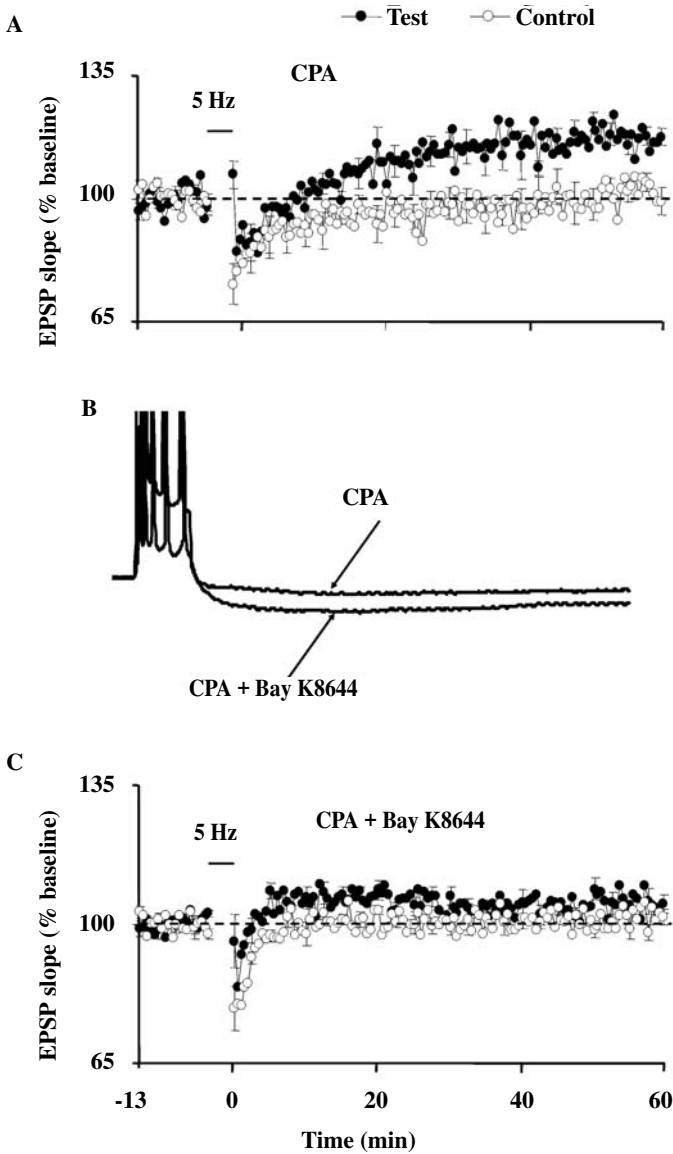 A
Test Control
135
CPA
5 Hz
100
65
EPSP slope (% baseline)
B
CPA
CPA + Bay K8644
C
135
CPA + Bay K8644
5 Hz
100
65
EPSP slope (% baseline)
-13 0 20 40 60
Time (min)